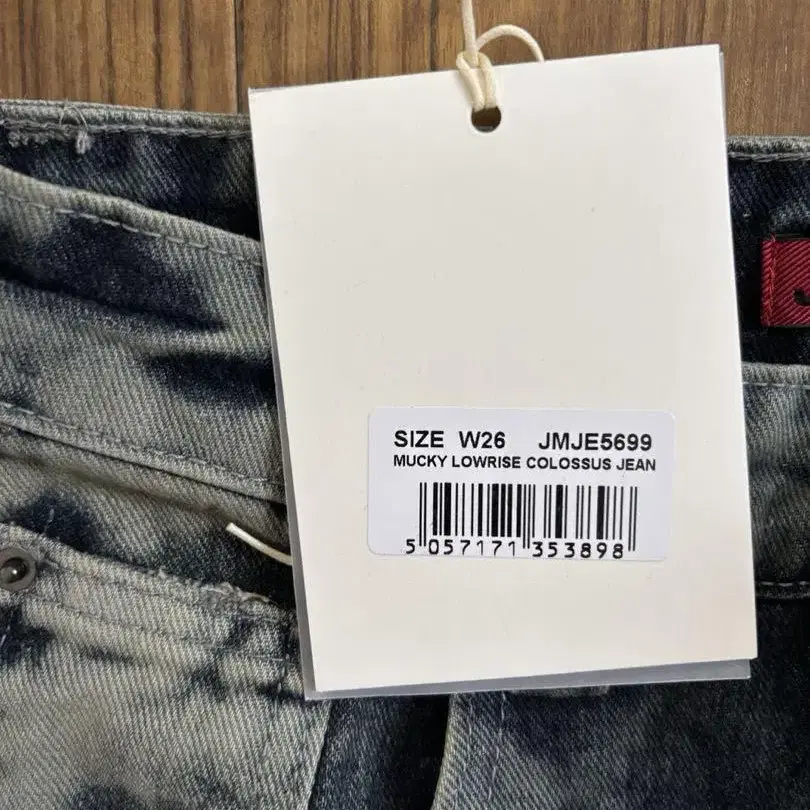 SIZE W26 JMJE5699
MUCKY LOWRISE COLOSSUS JEAN
5 057171 353898